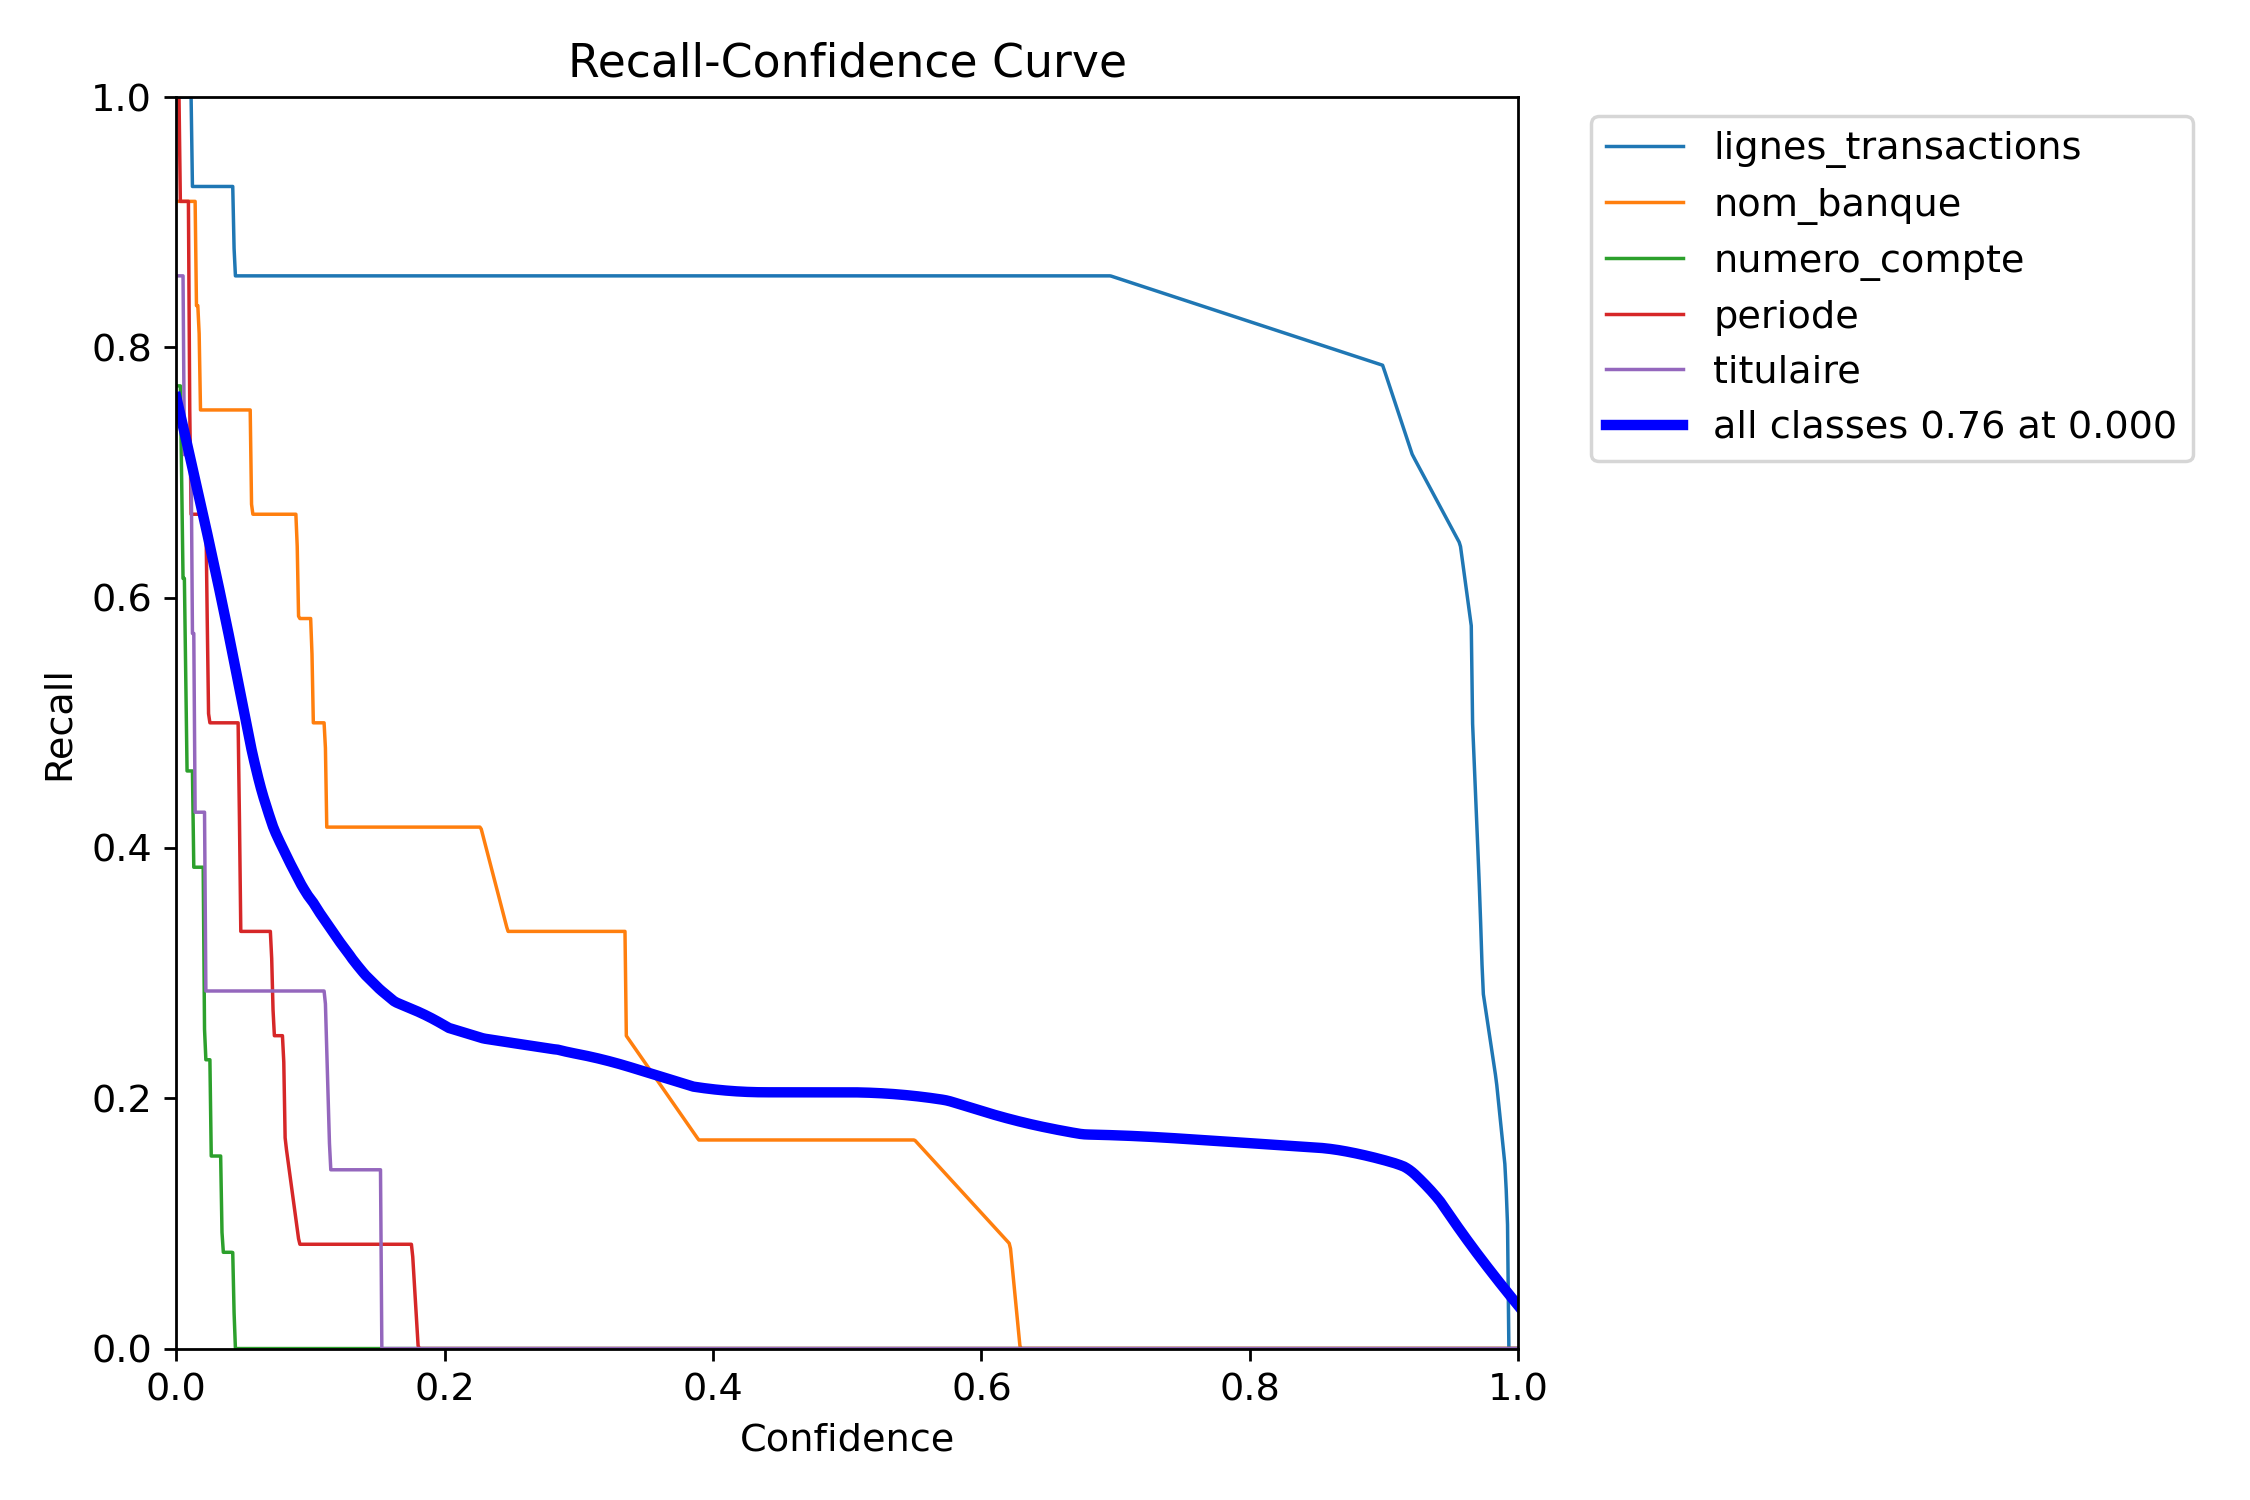 Recall-Confidence Curve
1.0
0.8
0.6
0.4
0.2
0.0
Recall
0.0 0.2 0.4 0.6 0.8 1.0
Confidence
lignes_transactions
nom_banque
numero_compte
periode
titulaire
all classes 0.76 at 0.000